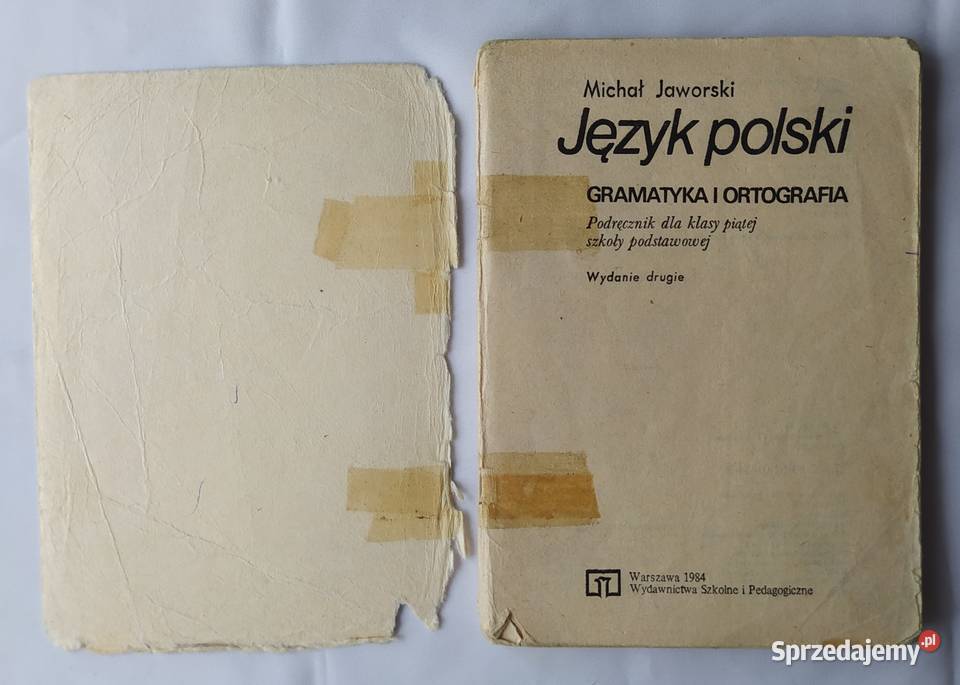 Michał Jaworski
Język polski
GRAMATYKA I ORTOGRAFIA
Podręcznik dla klasy piątej
szkoły podstawowej
Wydanie drugie
Warszawa 1984
Wydawnictwa Szkolne i Pedagogiczne
Sprzedajemy.pl